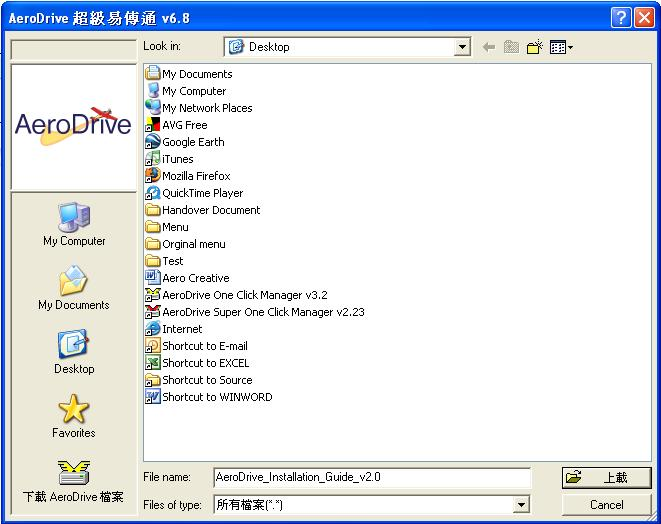 AeroDrive 超級易傳通 v6.8
Look in:
Desktop
AeroDrive
My Computer
My Documents
Desktop
Favorites
下載 AeroDrive 檔案
My Documents
My Computer
My Network Places
AVG Free
Google Earth
iTunes
Mozilla Firefox
QuickTime Player
Handover Document
Menu
Orginal menu
Test
Aero Creative
AeroDrive One Click Manager v3.2
AeroDrive Super One Click Manager v2.23
Internet
Shortcut to E-mail
Shortcut to EXCEL
Shortcut to Source
Shortcut to WINWORD
File name:
AeroDrive_Installation_Guide_v2.0
上載
Files of type:
所有檔案(*.*)
Cancel